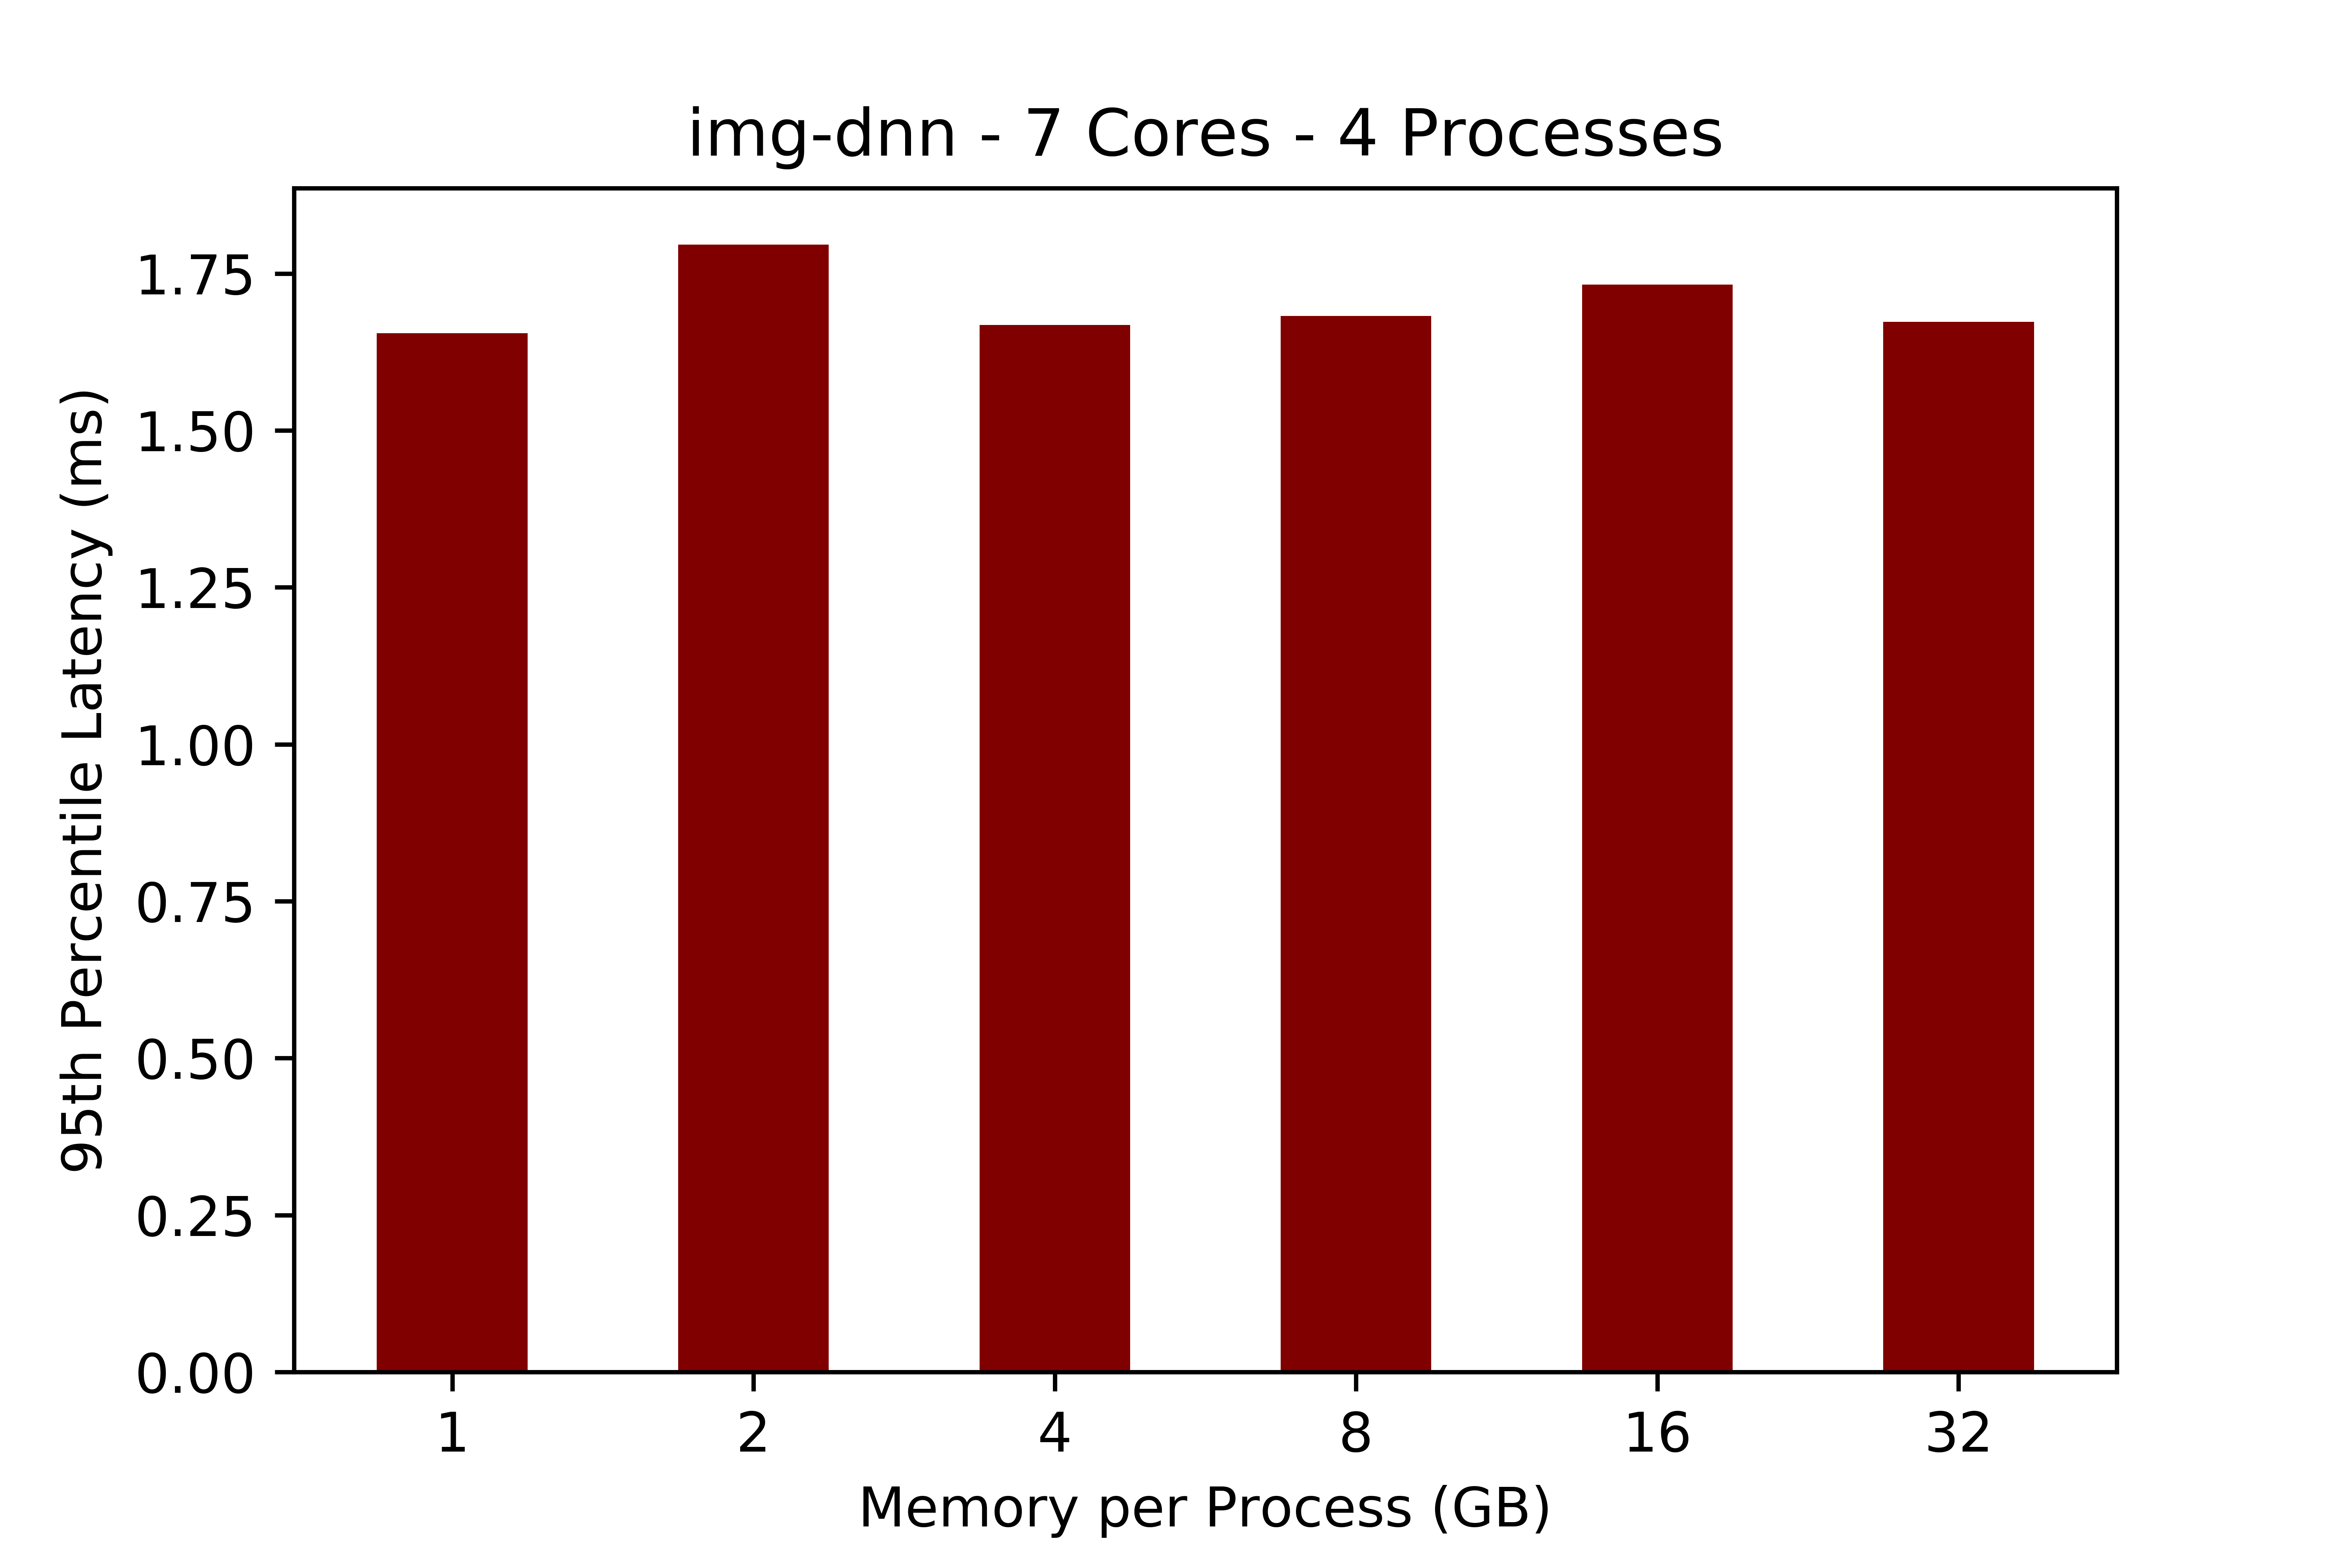 img-dnn - 7 Cores - 4 Processes
95th Percentile Latency (ms)
1.75
1.50
1.25
1.00
0.75
0.50
0.25
0.00
1 2 4 8 16 32
Memory per Process (GB)